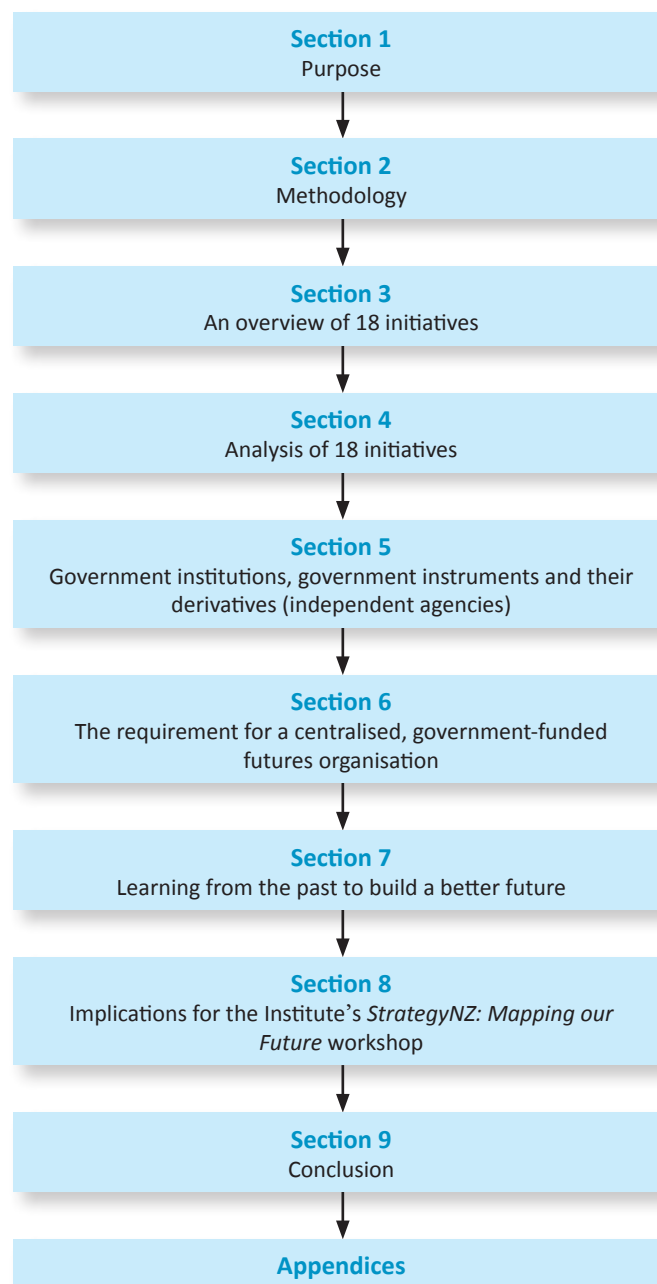 Section 1
Purpose
Section 2
Methodology
Section 3
An overview of 18 initiatives
Section 4
Analysis of 18 initiatives
Section 5
Government institutions, government instruments and their
derivatives (independent agencies)
Section 6
The requirement for a centralised, government-funded
futures organisation
Section 7
Learning from the past to build a better future
Section 8
Implications for the Institute’s StrategyNZ: Mapping our
Future workshop
Section 9
Conclusion
Appendices